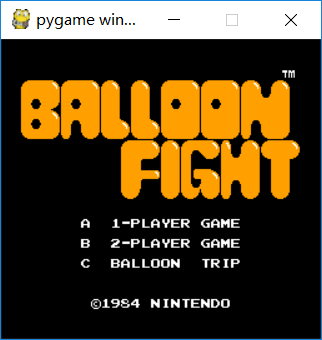 pygame win...
BALLOON
TM
FIGHT
A 1-PLAYER GAME
B 2-PLAYER GAME
C BALLOON TRIP
©1984 NINTENDO